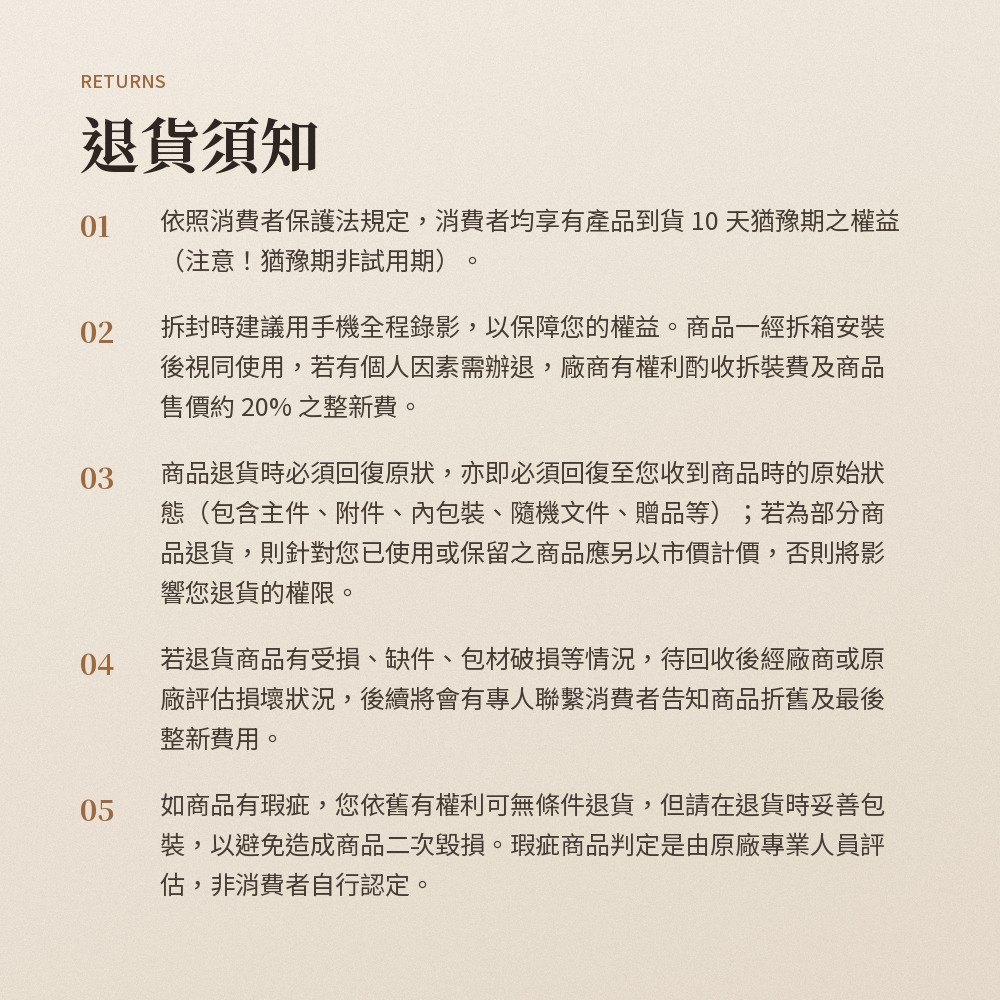 RETURNS
退貨須知
01
依照消費者保護法規定，消費者均享有產品到貨 10 天猶豫期之權益
（注意！猶豫期非試用期）。
02
拆封時建議用手機全程錄影，以保障您的權益。商品一經拆箱安裝
後視同使用，若有個人因素需辦退，廠商有權利酌收拆裝費及商品
售價約 20% 之整新費。
03
商品退貨時必須回復原狀，亦即必須回復至您收到商品時的原始狀
態（包含主件、附件、內包裝、隨機文件、贈品等）；若為部分商
品退貨，則針對您已使用或保留之商品應另以市價計價，否則將影
響您退貨的權限。
04
若退貨商品有受損、缺件、包材破損等情況，待回收後經廠商或原
廠評估損壞狀況，後續將會有專人聯繫消費者告知商品折舊及最後
整新費用。
05
如商品有瑕疵，您依舊有權利可無條件退貨，但請在退貨時妥善包
裝，以避免造成商品二次毀損。瑕疵商品判定是由原廠專業人員評
估，非消費者自行認定。